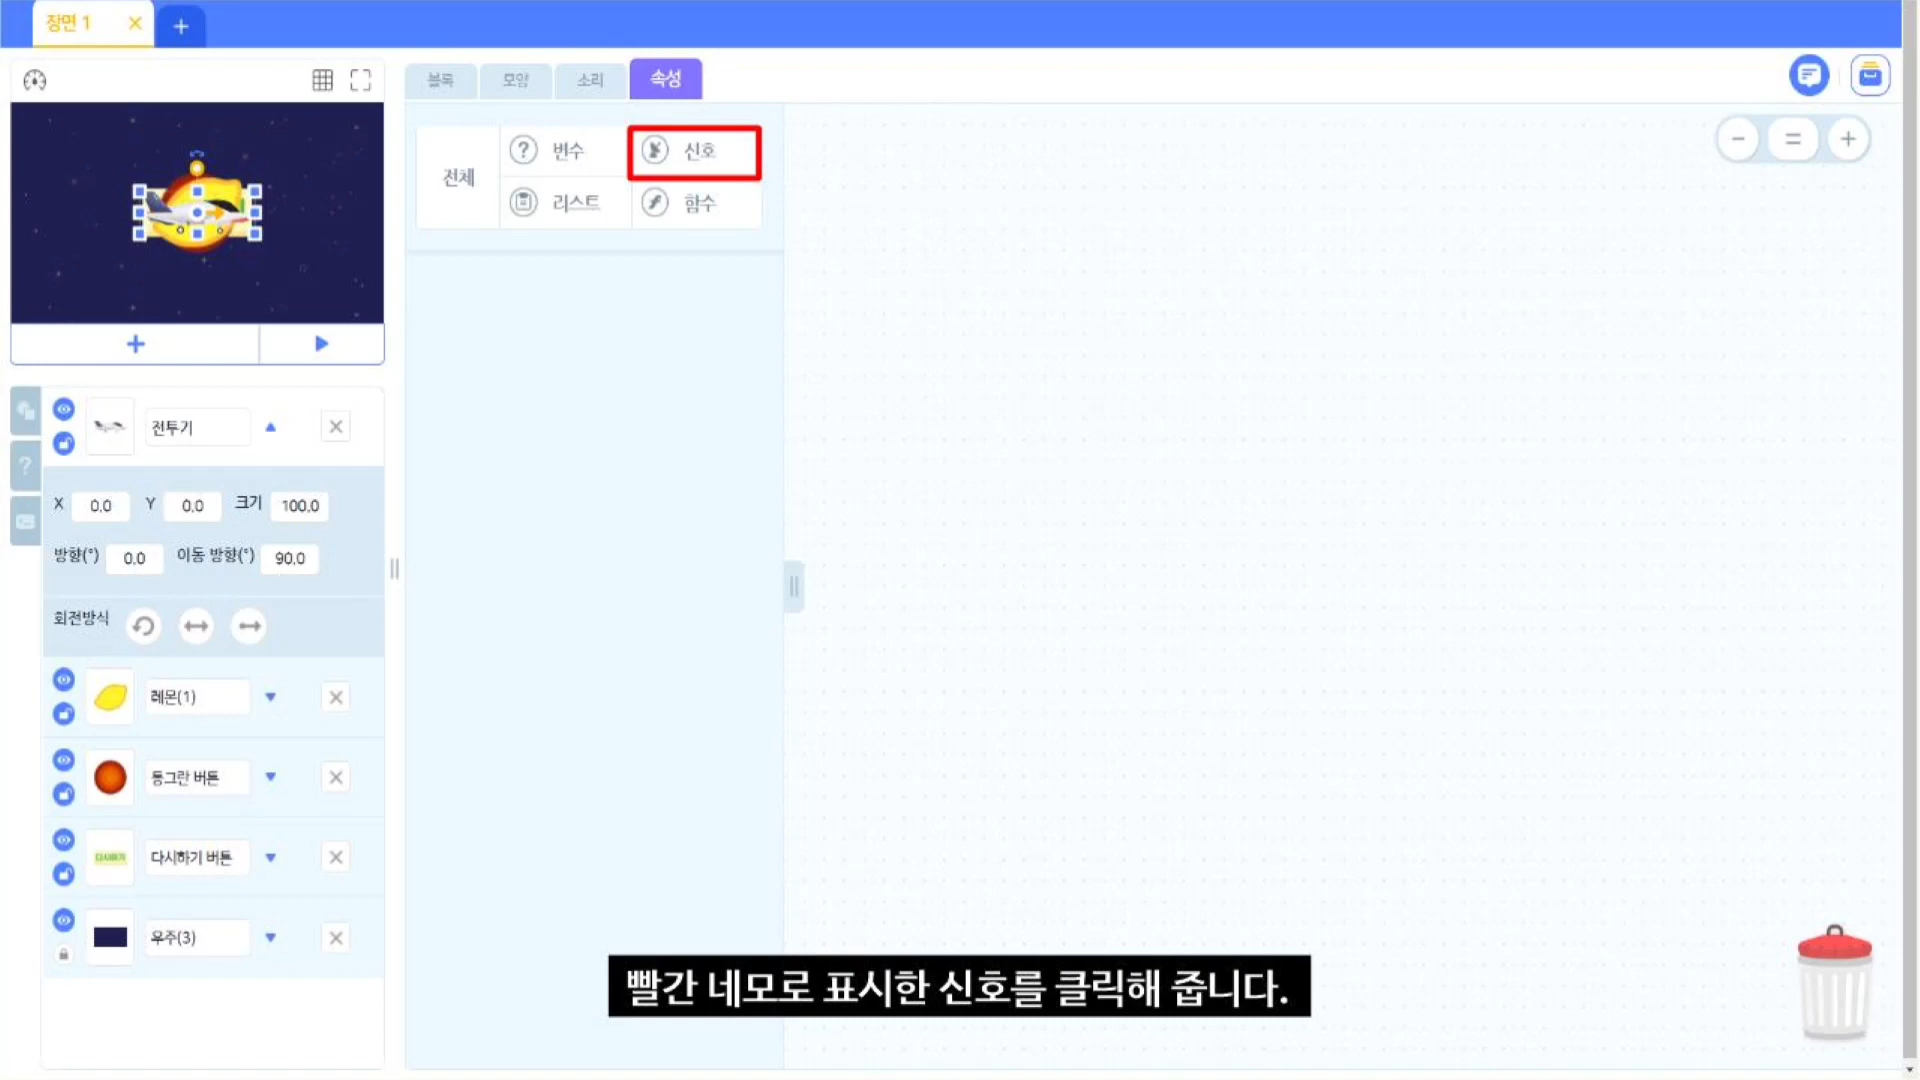 장면 1
블록
모양
소리
속성
전체
변수
신호
리스트
함수
전투기
X 0.0 Y 0.0 크기 100.0
방향(°) 0.0 이동 방향(°) 90.0
회전방식
레몬(1)
동그란 버튼
다시하기
다시하기 버튼
우주(3)
빨간 네모로 표시한 신호를 클릭해 줍니다.